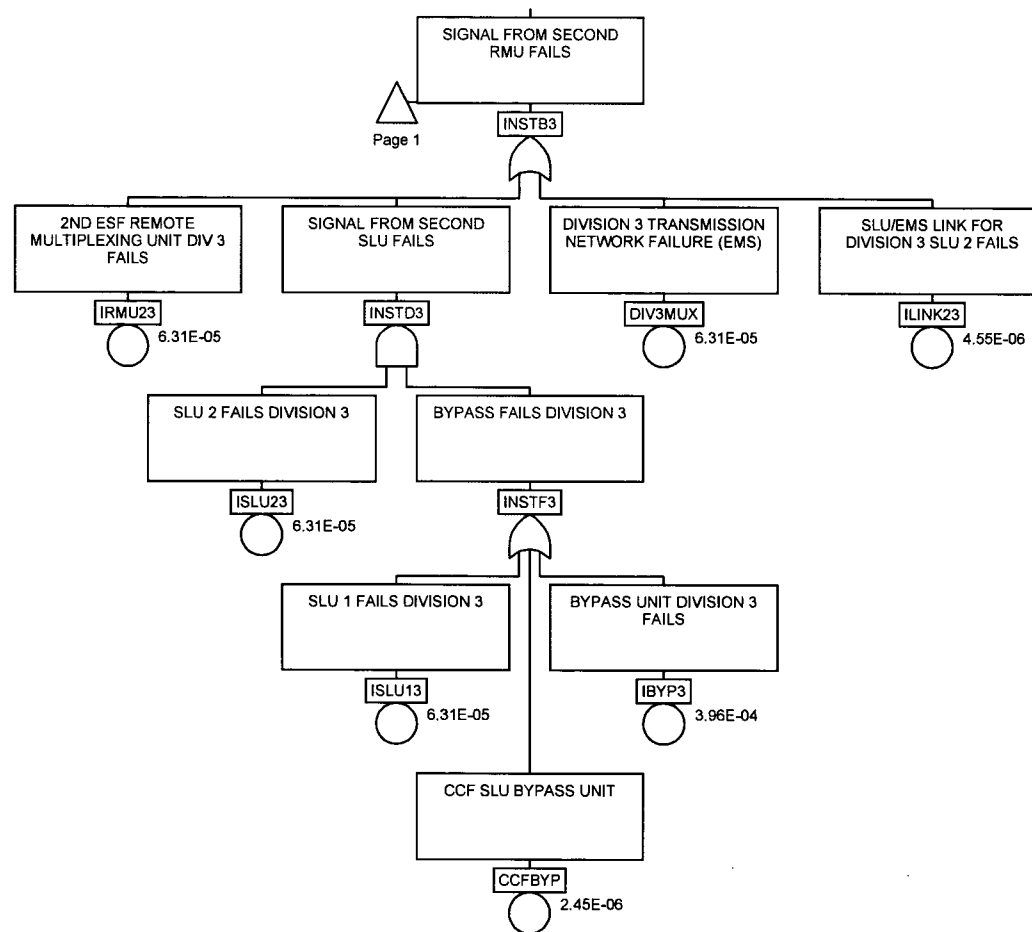 SIGNAL FROM SECOND
RMU FAILS
Page 1
INSTB3
2ND ESF REMOTE
MULTIPLEXING UNIT DIV 3
FAILS
SIGNAL FROM SECOND
SLU FAILS
DIVISION 3 TRANSMISSION
NETWORK FAILURE (EMS)
SLU/EMS LINK FOR
DIVISION 3 SLU 2 FAILS
IRMU23
6.31E-05
INSTD3
DIV3MUX
6.31E-05
ILINK23
4.55E-06
SLU 2 FAILS DIVISION 3
BYPASS FAILS DIVISION 3
ISLU23
6.31E-05
INSTF3
SLU 1 FAILS DIVISION 3
BYPASS UNIT DIVISION 3
FAILS
ISLU13
6.31E-05
IBYP3
3.96E-04
CCF SLU BYPASS UNIT
CCFBYP
2.45E-06